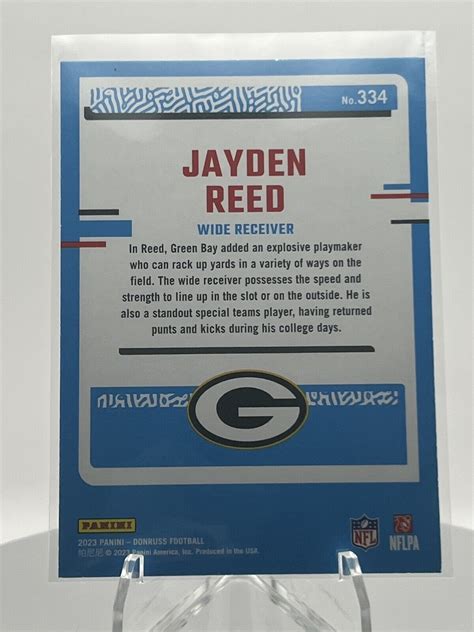 No. 334
JAYDEN
REED
WIDE RECEIVER
In Reed, Green Bay added an explosive playmaker
who can rack up yards in a variety of ways on the
field. The wide receiver possesses the speed and
strength to line up in the slot or on the outside. He is
also a standout special teams player, having returned
punts and kicks during his college days.
G
PANINI
2023 PANINI – DONRUSS FOOTBALL
帕尼尼 © 2023 Panini America, Inc. Produced in the USA.
NFL
NFLPA